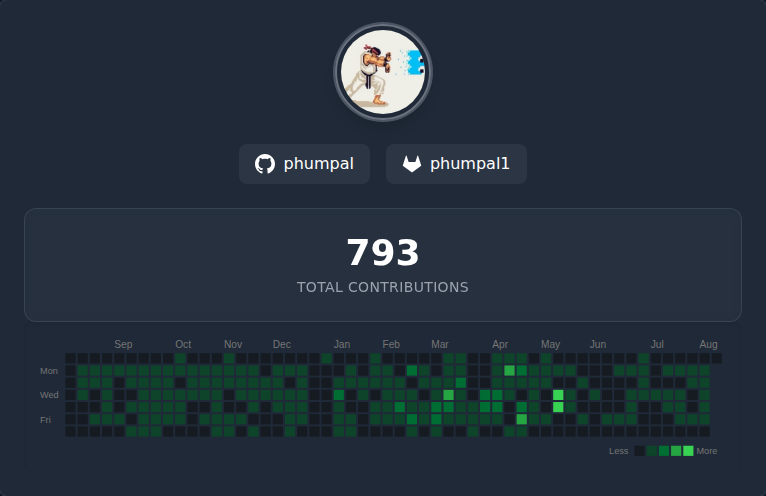 phumpal phumpal1
793
TOTAL CONTRIBUTIONS
Sep Oct Nov Dec Jan Feb Mar Apr May Jun Jul Aug
Mon
Wed
Fri
Less More